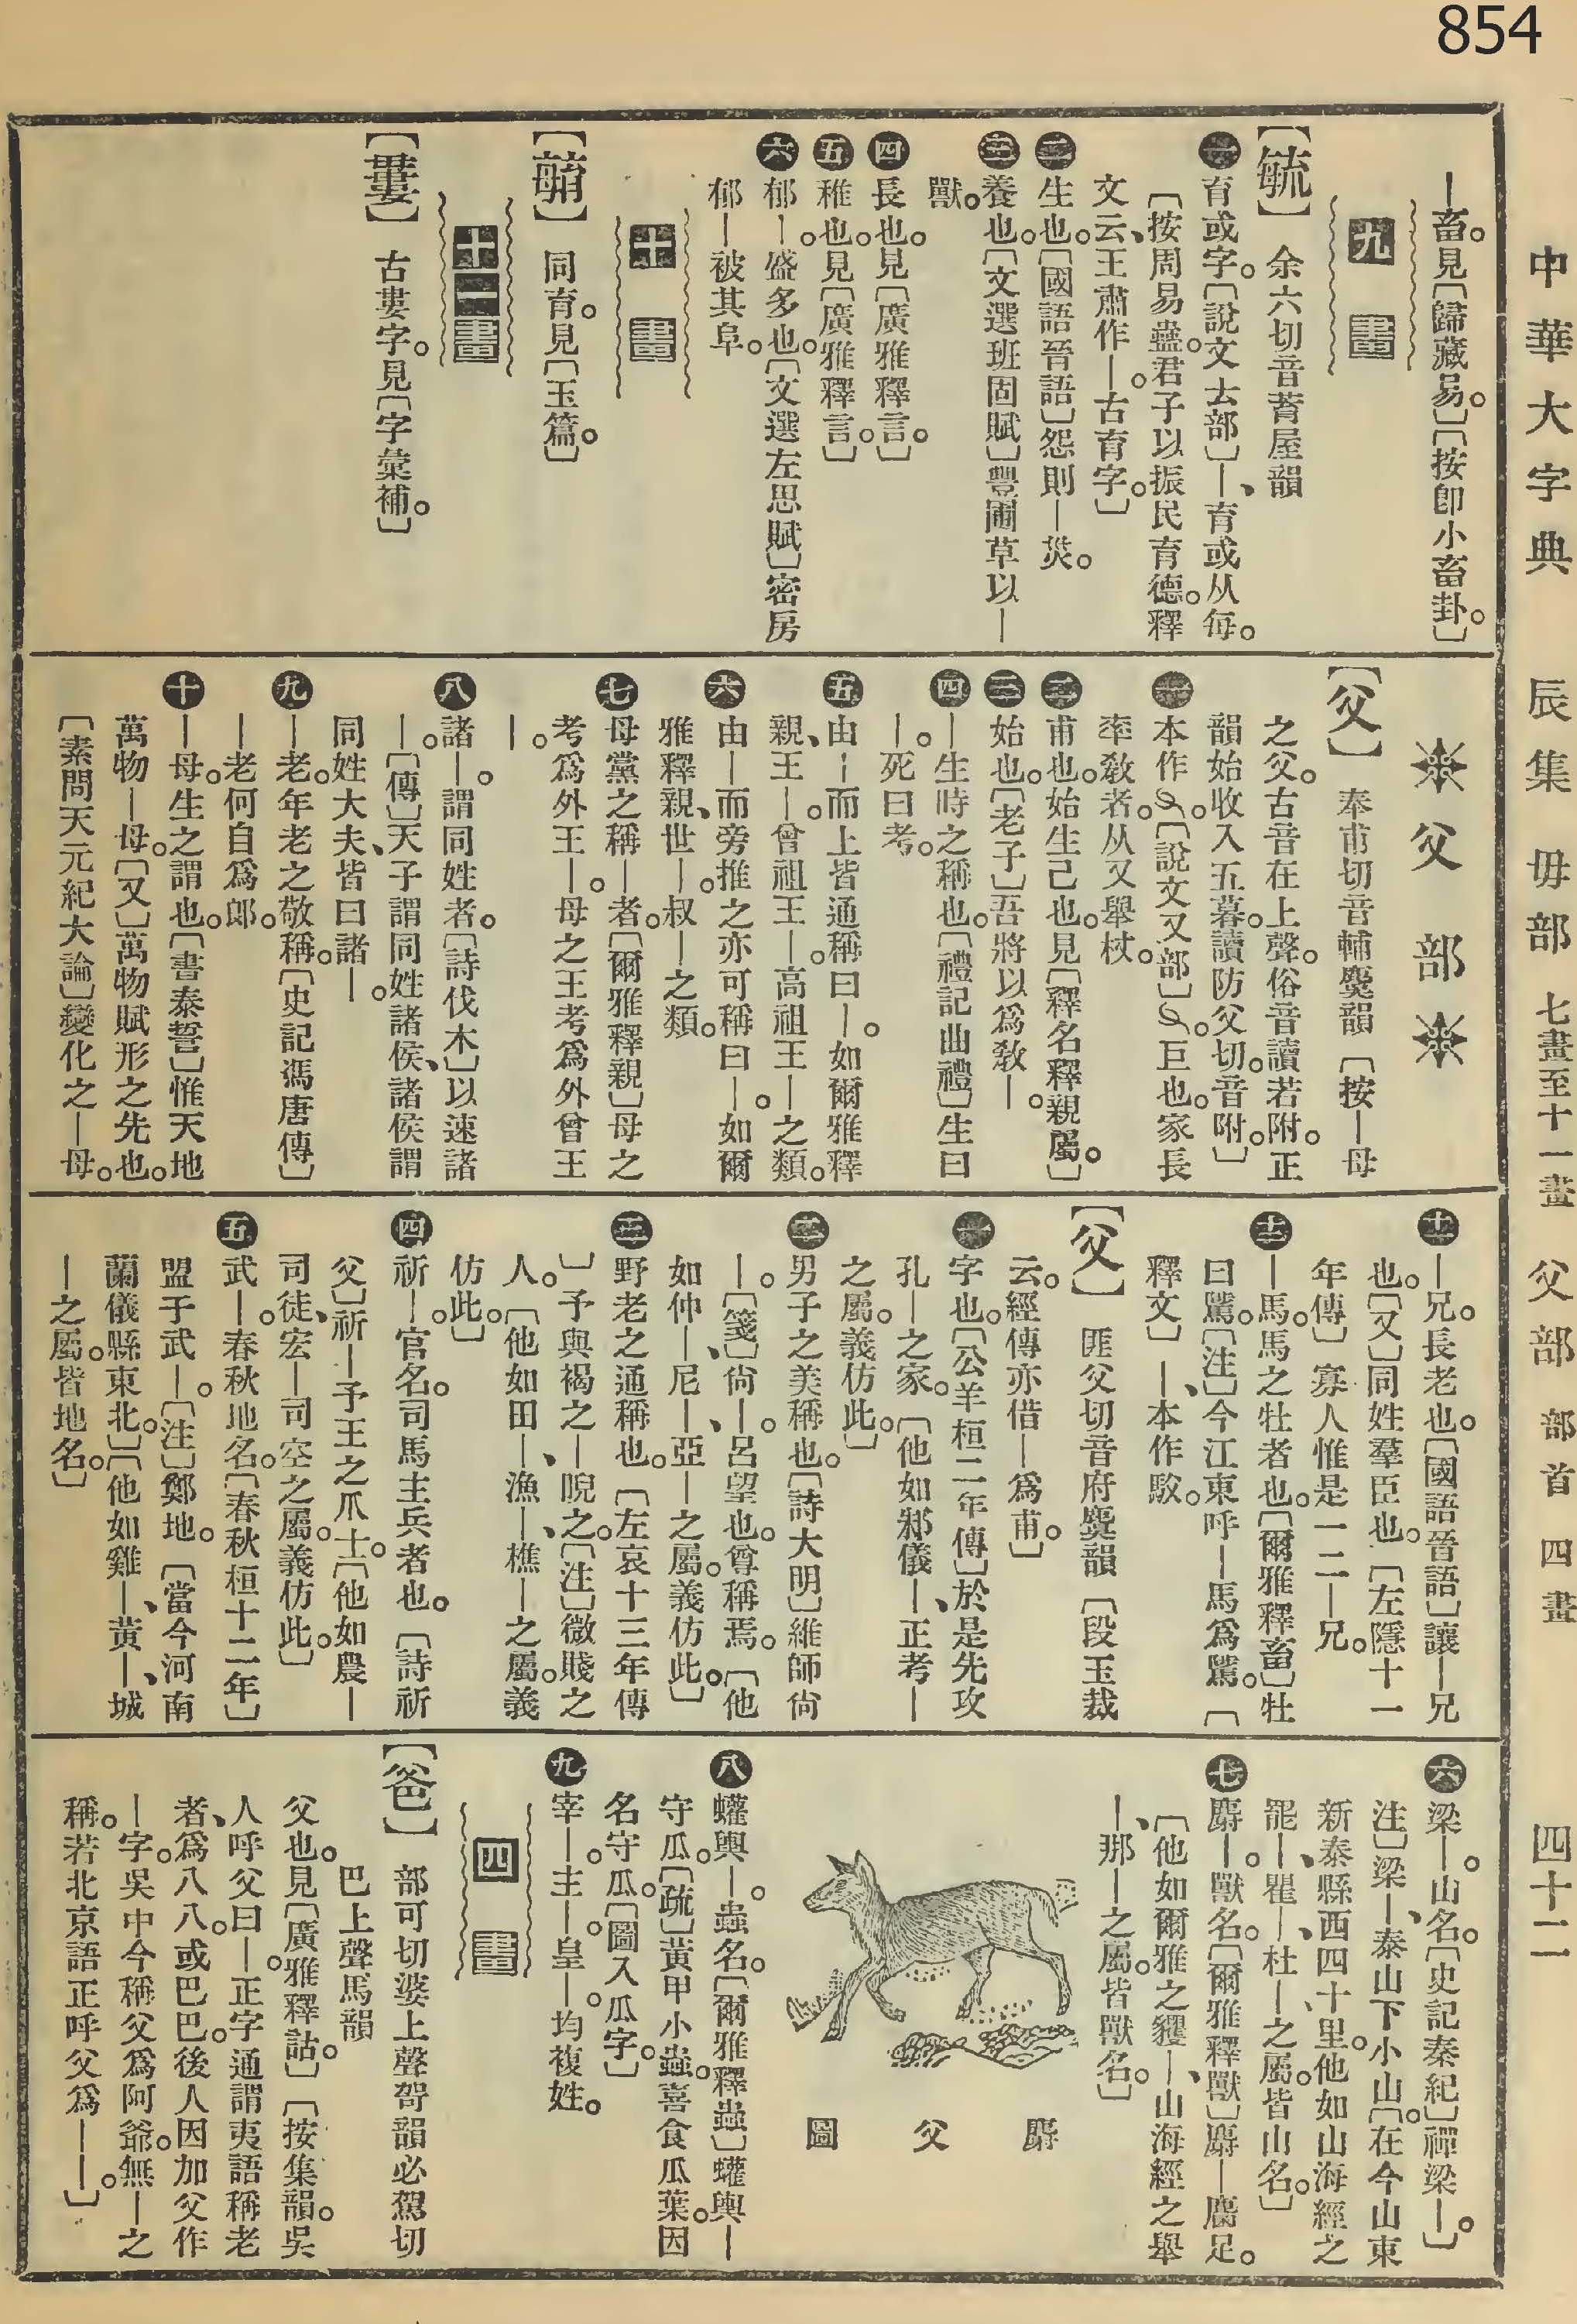 854
中華大字典 辰集 毋部 七畫至十一畫 父部 部首 四畫 四十二
｜畜。見〔歸藏易。〕〔按卽小畜卦。〕
九畫
【毓】 余六切音育屋韻
㊀育或字。〔說文𠫓部〕｜、育或从每。
〔按周易蠱。君子以振民育德。釋
文云、王肅作｜。古育字。〕
㊁生也。〔國語晉語〕怨則｜災。
㊂養也。〔文選班固賦〕豐圃草以｜
獸。
㊃長也。見〔廣雅釋言。〕
㊄稚也。見〔廣雅釋言。〕
㊅郁｜。盛多也。〔文選左思賦〕密房
郁｜被其阜。
十畫
同育。見〔玉篇。〕
十一畫
古婁字。見〔字彙補。〕
父部
【父】 奉甫切音輔麌韻 〔按｜母
之父。古音在上聲。俗音讀若附。正
韻始收入五暮。讀防父切。音附。〕
㊀本作𠂇。〔說文又部〕𠂇。巨也。家長
率敎者。从又舉杖。
㊁甫也。始生己也。見〔釋名釋親屬。〕
㊂始也。〔老子〕吾將以爲敎｜。
㊃｜生時之稱也。〔禮記曲禮〕生曰
｜。死曰考。
㊄由｜而上皆通稱曰｜。如爾雅釋
親、王｜。曾祖王｜。高祖王｜之類。
㊅由｜而旁推之亦可稱曰｜。如爾
雅釋親、世｜。叔｜之類。
㊆母黨之稱｜者。〔爾雅釋親〕母之
考爲外王｜。母之王考爲外曾王
｜。
㊇諸｜。謂同姓者。〔詩伐木〕以速諸
｜。〔傳〕天子謂同姓諸侯、諸侯謂
同姓大夫、皆曰諸｜。
㊈｜老。年老之敬稱。〔史記馮唐傳〕
｜老何自爲郎。
㊉｜母。生之謂也。〔書泰誓〕惟天地
萬物｜母。〔又〕萬物賦形之先也。
〔素問天元紀大論〕變化之｜母。
⑪｜兄。長老也。〔國語晉語〕讓｜兄
也。〔又〕同姓羣臣也。〔左隱十一
年傳〕寡人惟是一二｜兄。
⑫｜馬。馬之牡者也。〔爾雅釋畜〕牡
曰騭。〔注〕今江東呼｜馬爲騭。〔
釋文〕｜、本作䮛。
【父】 匪父切音府麌韻 〔段玉裁
云。經傳亦借｜爲甫。〕
㊀字也。〔公羊桓二年傳〕於是先攻
孔｜之家。〔他如邾儀｜、正考｜
之屬。義仿此。〕
㊁男子之美稱也。〔詩大明〕維師尙
｜。〔箋〕尙｜、呂望也。尊稱焉。〔他
如仲｜尼｜、亞｜之屬。義仿此。〕
㊂野老之通稱也。〔左哀十三年傳
〕予與褐之｜睨之。〔注〕微賤之
人。〔他如田｜、漁｜、樵｜之屬。義
仿此。〕
㊃祈｜。官名。司馬主兵者也。〔詩祈
父〕祈｜、予王之爪士。〔他如農｜
司徒、宏｜司空之屬。義仿此。〕
㊄武｜。春秋地名。〔春秋桓十二年〕
盟于武｜。〔注〕鄭地。〔當今河南
蘭儀縣東北。〕〔他如雞｜、黃｜、城
｜之屬。皆地名。〕
㊅梁｜。山名。〔史記秦紀〕禪梁｜。〔
注〕梁｜、泰山下小山。〔在今山東
新泰縣西四十里。他如山海經之
罷｜、瞿｜、杜｜之屬。皆山名。〕
㊆麝｜。獸名。〔爾雅釋獸〕麝｜麕足。
〔他如爾雅之貜｜、山海經之舉
｜、那｜之屬。皆獸名。〕
麝父圖
㊇蠸輿｜。蟲名。〔爾雅釋蟲〕蠸輿｜
守瓜。〔疏〕黃甲小蟲。喜食瓜葉。因
名守瓜。〔圖入瓜字。〕
㊈宰｜。主｜。皇｜。均複姓。
四畫
【爸】 部可切婆上聲哿韻必駕切
巴上聲馬韻
父也。見〔廣雅釋詁。〕〔按集韻。吳
人呼父曰｜。正字通謂夷語稱老
者、爲八八。或巴巴。後人因加父作
｜字。吳中今稱父爲阿爺。無｜之
稱。若北京語正呼父爲｜｜。〕